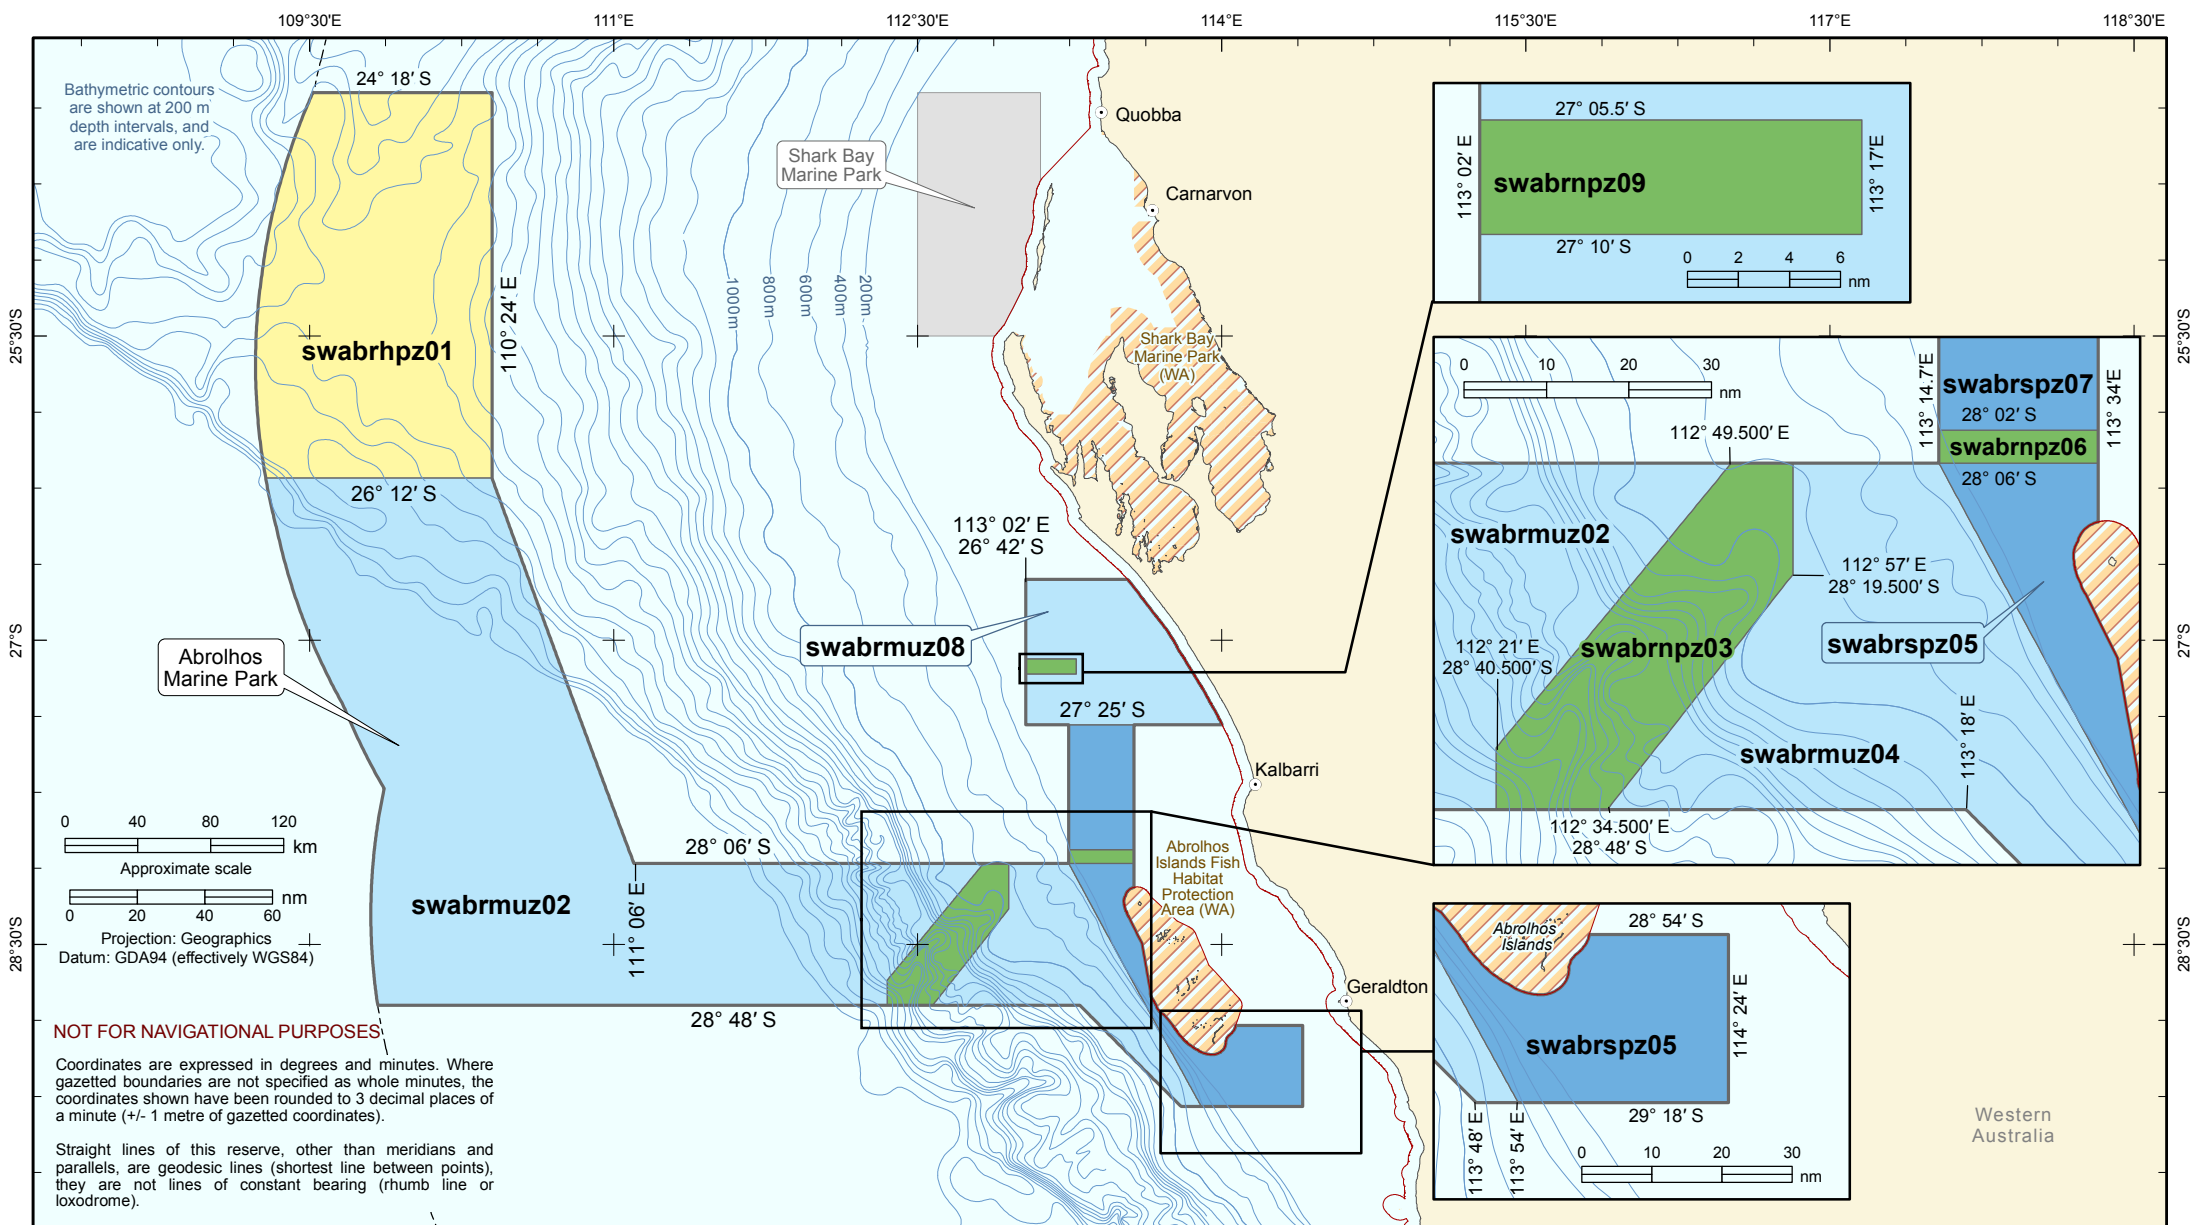 109°30'E
111°E
112°30'E
114°E
115°30'E
117°E
118°30'E
Bathymetric contours
are shown at 200 m
depth intervals, and
are indicative only.
24° 18' S
Shark Bay
Marine Park
Quobba
Carnarvon
27° 05.5' S
113° 02' E
swabrnpz09
113° 17'E
27° 10' S
0 2 4 6
nm
25°30'S
swabrhpz01
110° 24' E
1000m
800m
600m
400m
200m
Shark Bay
Marine Park
(WA)
25°30'S
26° 12' S
113° 02' E
26° 42' S
0 10 20 30
nm
113° 14.7'E
swabrspz07
28° 02' S
113° 34'E
112° 49.500' E
swabrnpz06
28° 06' S
swabrmuz02
112° 57' E
28° 19.500' S
swabrspz05
swabrnpz03
112° 21' E
28° 40.500' S
swabrmuz04
113° 18' E
112° 34.500' E
28° 48' S
27°S
27°S
Abrolhos
Marine Park
swabrmuz08
27° 25' S
Kalbarri
0 40 80 120
km
Approximate scale
nm
0 20 40 60
Projection: Geographics
Datum: GDA94 (effectively WGS84)
28° 06' S
swabrmuz02
111° 06' E
Abrolhos
Islands Fish
Habitat
Protection
Area (WA)
28°30'S
28°30'S
Geraldton
28° 48' S
Abrolhos
Islands
28° 54' S
swabrspz05
114° 24' E
29° 18' S
113° 48' E
113° 54' E
0 10 20 30
nm
Western
Australia
NOT FOR NAVIGATIONAL PURPOSES
Coordinates are expressed in degrees and minutes. Where
gazetted boundaries are not specified as whole minutes, the
coordinates shown have been rounded to 3 decimal places of
a minute (+/- 1 metre of gazetted coordinates).
Straight lines of this reserve, other than meridians and
parallels, are geodesic lines (shortest line between points),
they are not lines of constant bearing (rhumb line or
loxodrome).